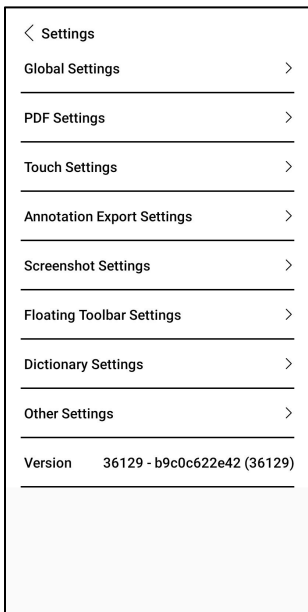 Settings
Global Settings
PDF Settings
Touch Settings
Annotation Export Settings
Screenshot Settings
Floating Toolbar Settings
Dictionary Settings
Other Settings
Version 36129 - b9c0c622e42 (36129)